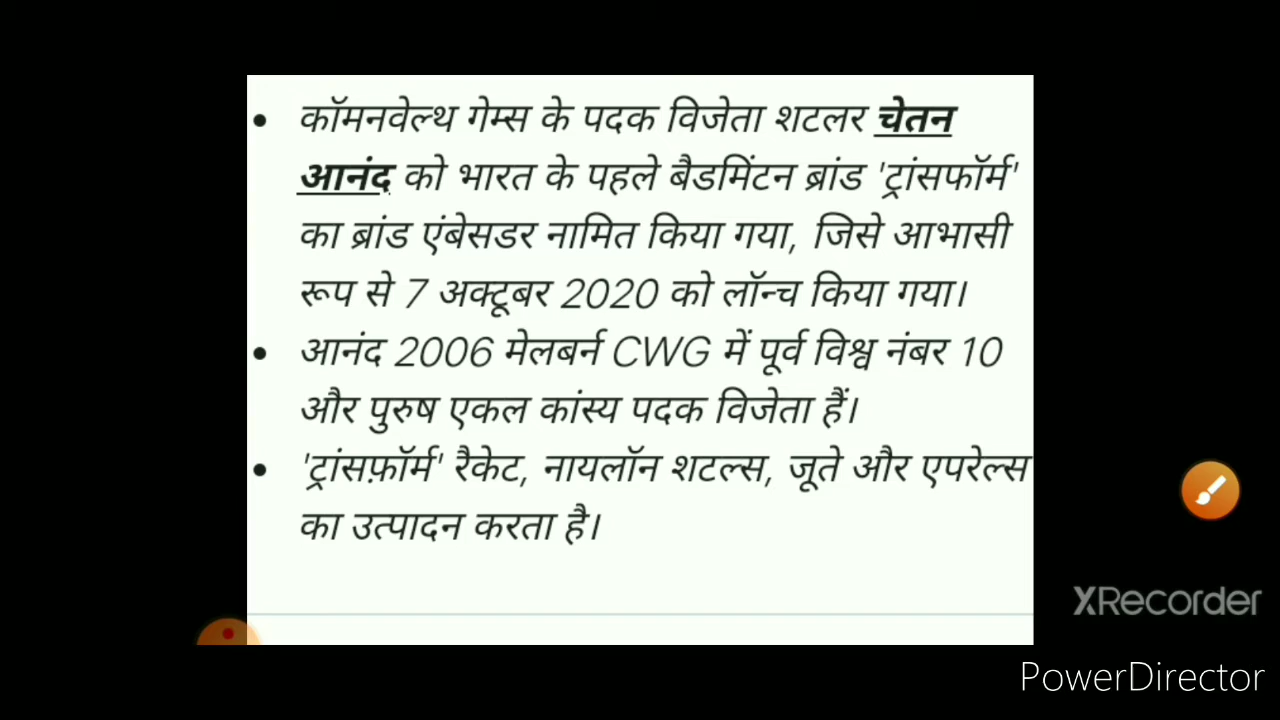 कॉमनवेल्थ गेम्स के पदक विजेता शटलर चेतन
आनंद को भारत के पहले बैडमिंटन ब्रांड 'ट्रांसफॉर्म'
का ब्रांड एंबेसडर नामित किया गया, जिसे आभासी
रूप से 7 अक्टूबर 2020 को लॉन्च किया गया।
आनंद 2006 मेलबर्न CWG में पूर्व विश्व नंबर 10
और पुरुष एकल कांस्य पदक विजेता हैं।
'ट्रांसफ़ॉर्म' रैकेट, नायलॉन शटल्स, जूते और एपरेल्स
का उत्पादन करता है।
XRecorder
PowerDirector